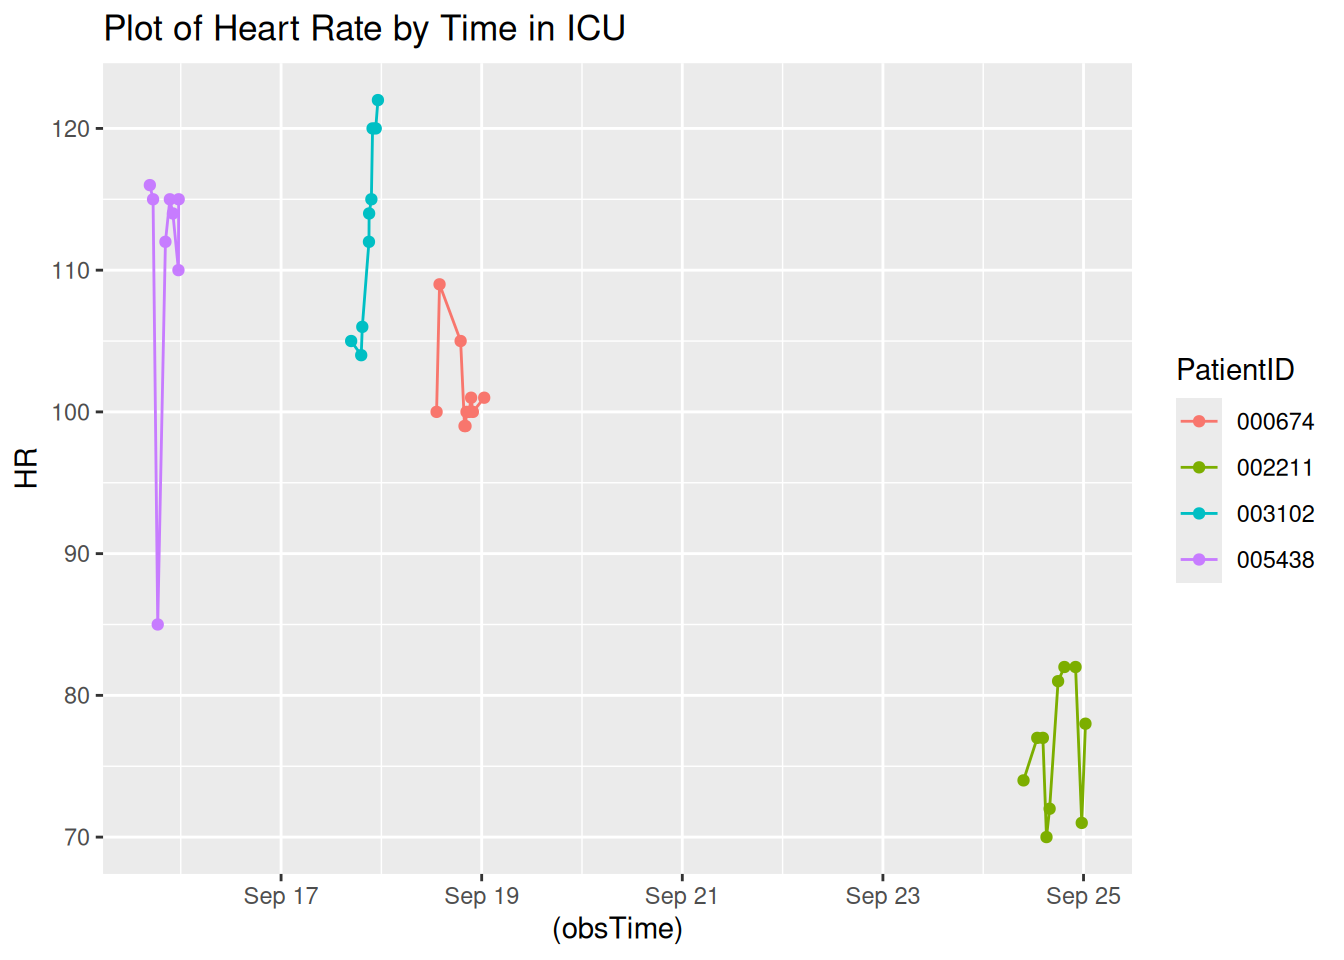 Plot of Heart Rate by Time in ICU
120
110
100
90
80
70
HR
Sep 17
Sep 19
Sep 21
Sep 23
Sep 25
(obsTime)
PatientID
000674
002211
003102
005438